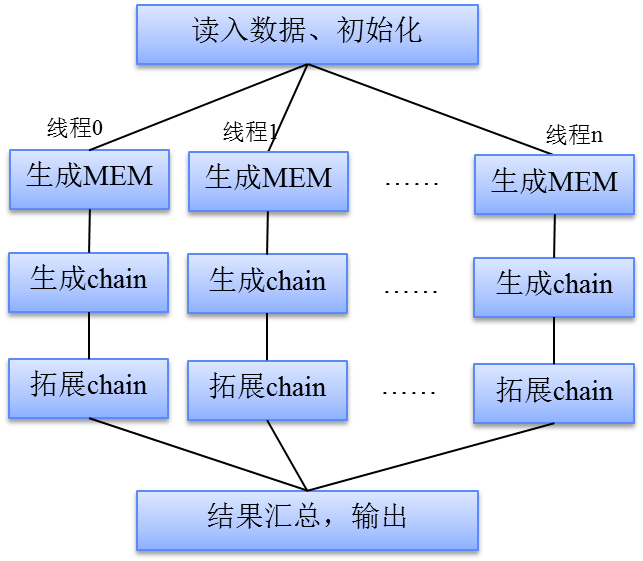 读入数据、初始化
线程0
线程1
线程n
生成MEM
生成MEM
……
生成MEM
生成chain
生成chain
……
生成chain
拓展chain
拓展chain
……
拓展chain
结果汇总，输出